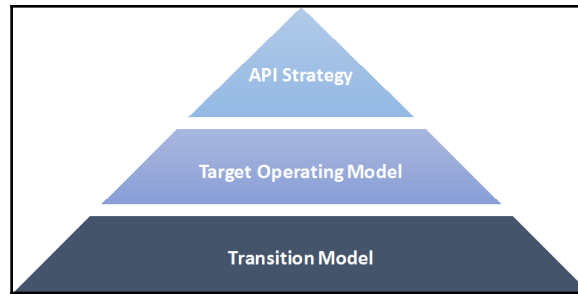 API Strategy
Target Operating Model
Transition Model